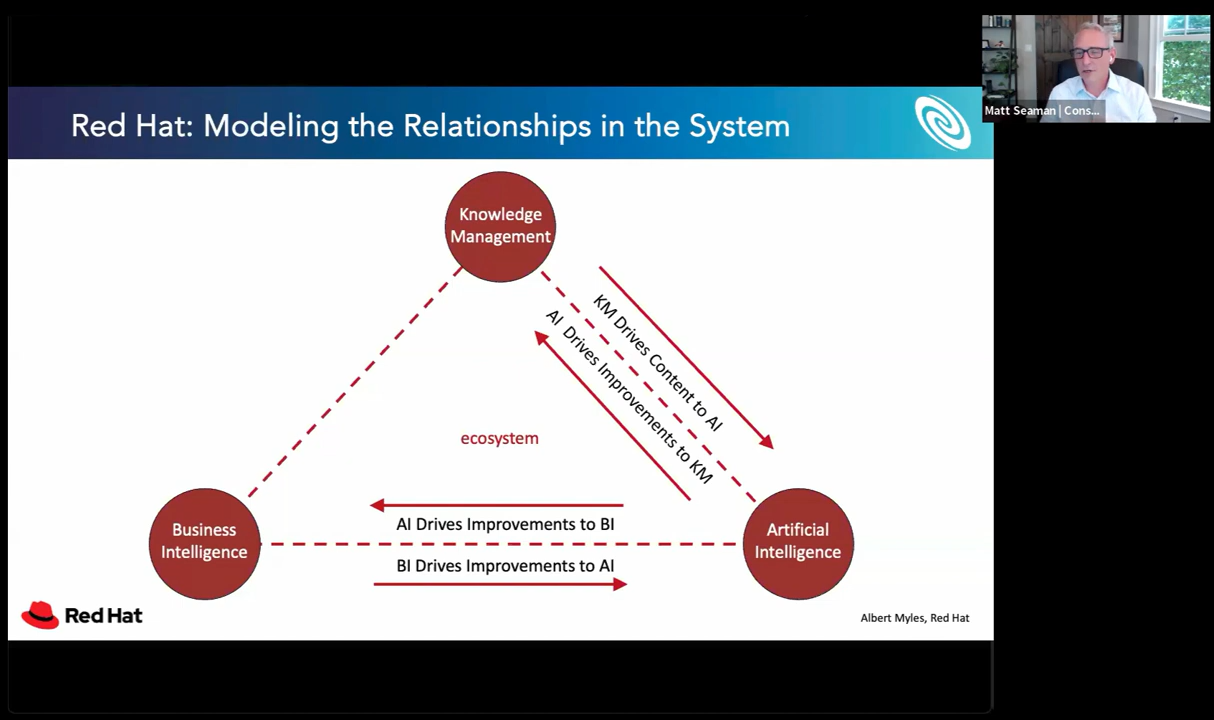 Red Hat: Modeling the Relationships in the System
Matt Seaman | Cons...
Knowledge
Management
KM Drives Content to AI
AI Drives Improvements to KM
ecosystem
AI Drives Improvements to BI
BI Drives Improvements to AI
Business
Intelligence
Artificial
Intelligence
Red Hat
Albert Myles, Red Hat